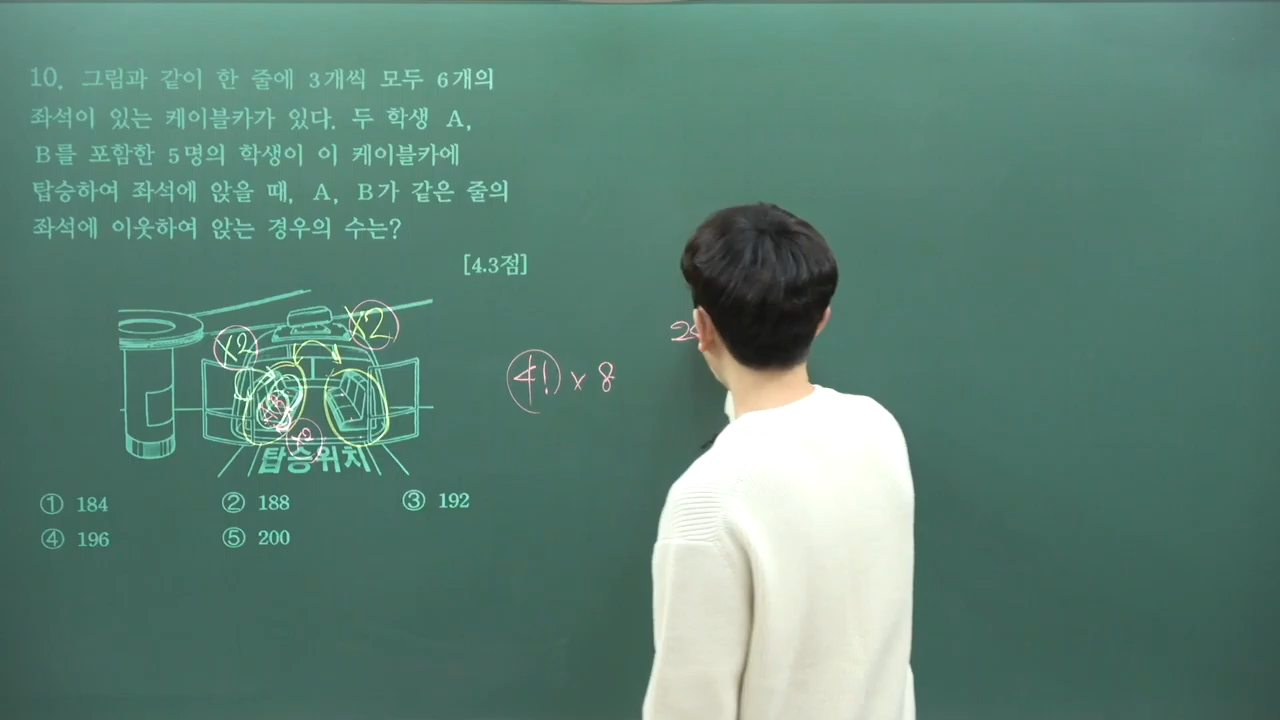 10. 그림과 같이 한 줄에 3개씩 모두 6개의
좌석이 있는 케이블카가 있다. 두 학생 A,
B를 포함한 5명의 학생이 이 케이블카에
탑승하여 좌석에 앉을 때, A, B가 같은 줄의
좌석에 이웃하여 앉는 경우의 수는?
[4.3점]
×2
×2
×2
탑승위치
4! × 8
① 184 ② 188 ③ 192
④ 196 ⑤ 200